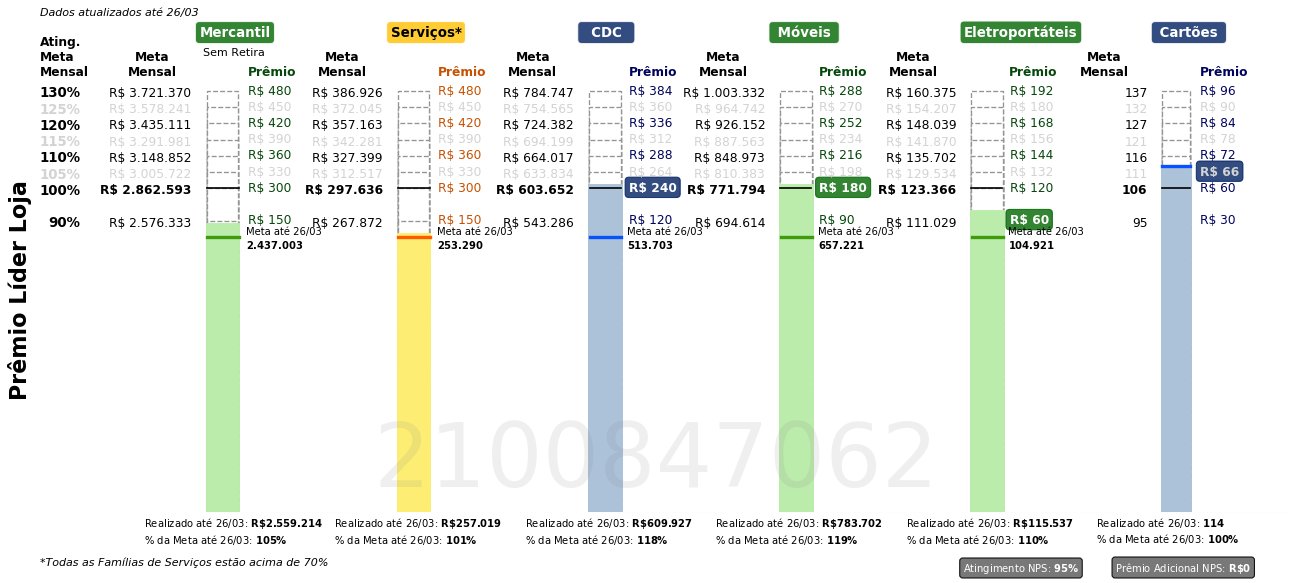 Dados atualizados até 26/03
Mercantil Serviços* CDC Móveis Eletroportáteis Cartões
Sem Retira
Ating. Meta Mensal
Meta Mensal Prêmio Meta Mensal Prêmio Meta Mensal Prêmio Meta Mensal Prêmio Meta Mensal Prêmio Meta Mensal Prêmio
130% R$ 3.721.370 R$ 480 R$ 386.926 R$ 480 R$ 784.747 R$ 384 R$ 1.003.332 R$ 288 R$ 160.375 R$ 192 137 R$ 96
125% R$ 3.578.241 R$ 450 R$ 372.045 R$ 450 R$ 754.565 R$ 360 R$ 964.742 R$ 270 R$ 154.207 R$ 180 132 R$ 90
120% R$ 3.435.111 R$ 420 R$ 357.163 R$ 420 R$ 724.382 R$ 336 R$ 926.152 R$ 252 R$ 148.039 R$ 168 127 R$ 84
115% R$ 3.291.981 R$ 390 R$ 342.281 R$ 390 R$ 694.199 R$ 312 R$ 887.563 R$ 234 R$ 141.870 R$ 156 121 R$ 78
110% R$ 3.148.852 R$ 360 R$ 327.399 R$ 360 R$ 664.017 R$ 288 R$ 848.973 R$ 216 R$ 135.702 R$ 144 116 R$ 72
105% R$ 3.005.722 R$ 330 R$ 312.517 R$ 330 R$ 633.834 R$ 264 R$ 810.383 R$ 198 R$ 129.534 R$ 132 111 R$ 66
100% R$ 2.862.593 R$ 300 R$ 297.636 R$ 300 R$ 603.652 R$ 240 R$ 771.794 R$ 180 R$ 123.366 R$ 120 106 R$ 60
90% R$ 2.576.333 R$ 150 R$ 267.872 R$ 150 R$ 543.286 R$ 120 R$ 694.614 R$ 90 R$ 111.029 R$ 60 95 R$ 30
Meta até 26/03 Meta até 26/03 Meta até 26/03 Meta até 26/03 Meta até 26/03
2.437.003 253.290 513.703 657.221 104.921
Prêmio Líder Loja
2100847062
Realizado até 26/03: R$2.559.214 Realizado até 26/03: R$257.019 Realizado até 26/03: R$609.927 Realizado até 26/03: R$783.702 Realizado até 26/03: R$115.537 Realizado até 26/03: 114
% da Meta até 26/03: 105% % da Meta até 26/03: 101% % da Meta até 26/03: 118% % da Meta até 26/03: 119% % da Meta até 26/03: 110% % da Meta até 26/03: 100%
*Todas as Famílias de Serviços estão acima de 70%
Atingimento NPS: 95% Prêmio Adicional NPS: R$0